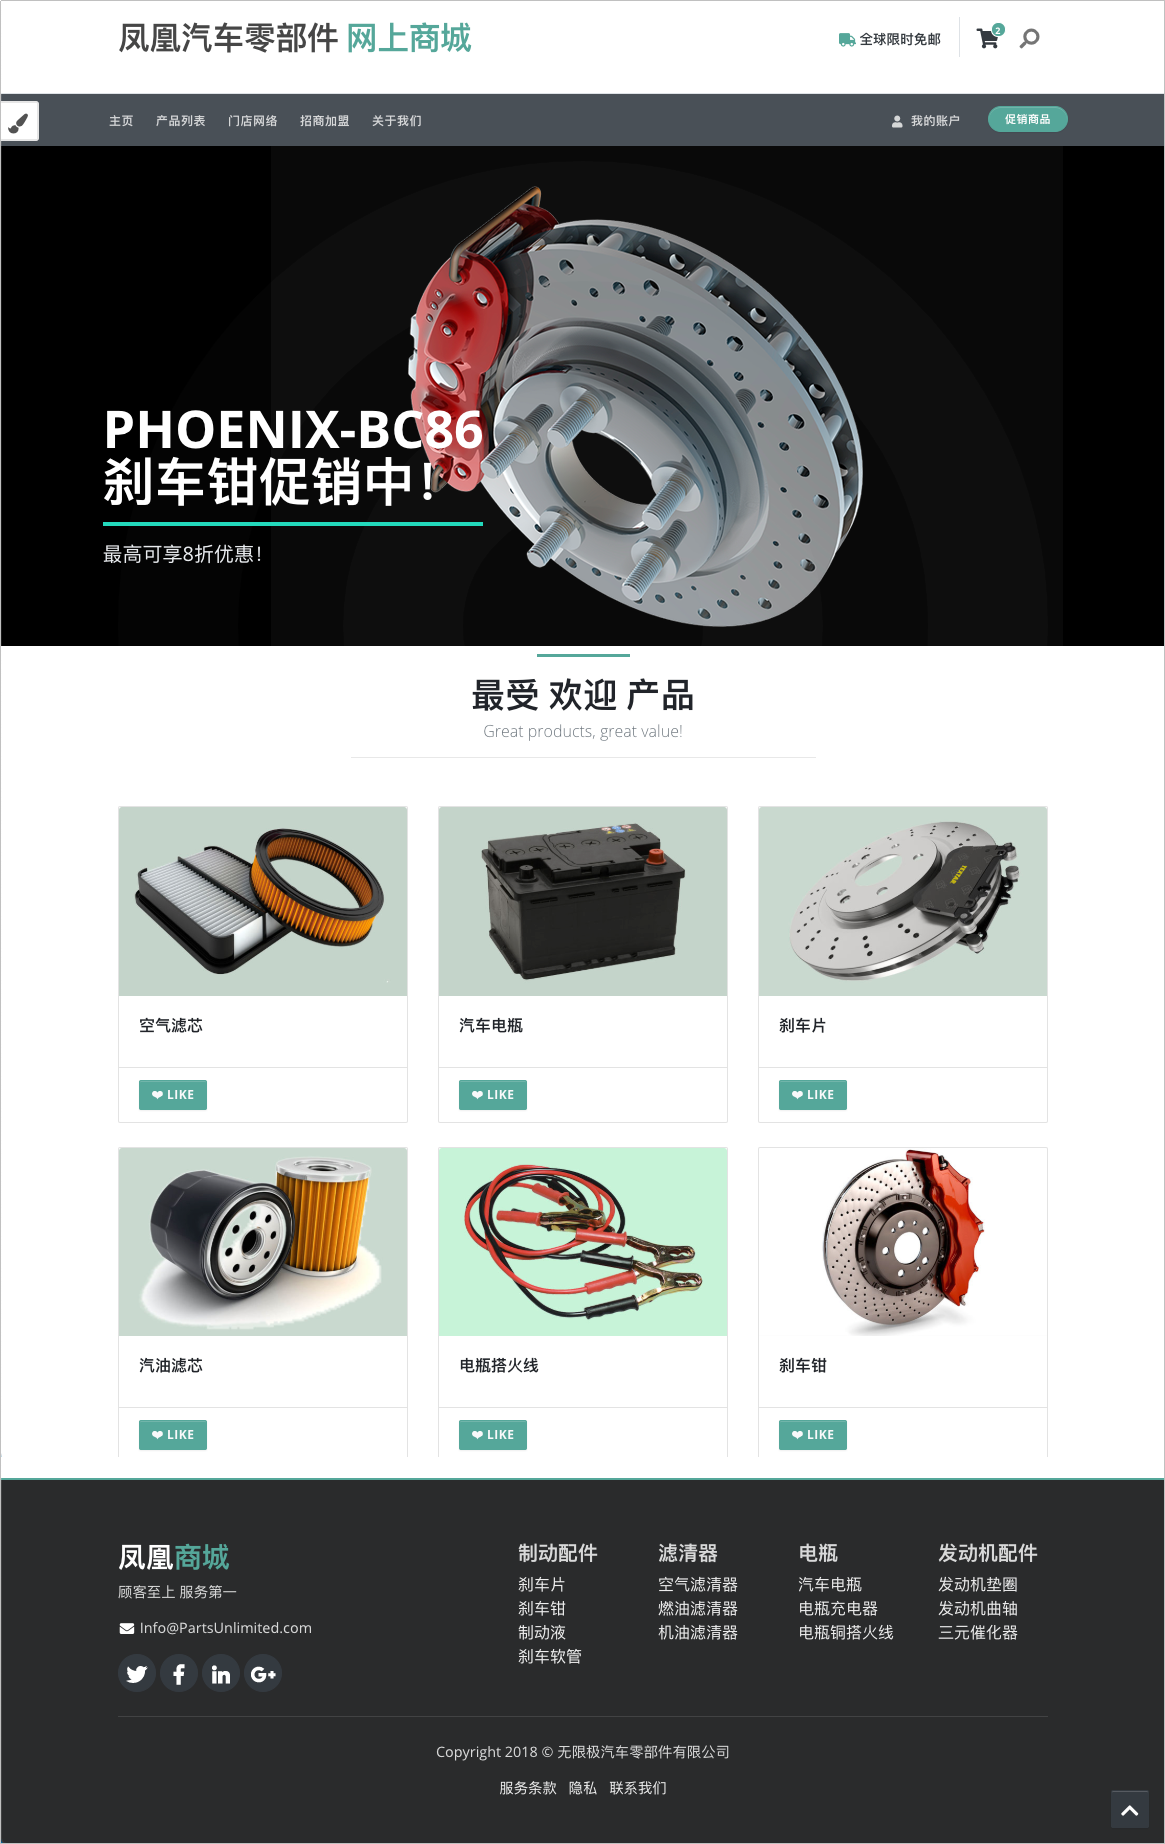 凤凰汽车零部件 网上商城
全球限时免邮
2
主页 产品列表 门店网络 招商加盟 关于我们
我的账户
促销商品
PHOENIX-BC86
刹车钳促销中！
最高可享8折优惠！
最受 欢迎 产品
Great products, great value!
TEXTAR
空气滤芯
汽车电瓶
刹车片
LIKE
LIKE
LIKE
汽油滤芯
电瓶搭火线
刹车钳
LIKE
LIKE
LIKE
凤凰商城
顾客至上 服务第一
Info@PartsUnlimited.com
制动配件
刹车片
刹车钳
制动液
刹车软管
滤清器
空气滤清器
燃油滤清器
机油滤清器
电瓶
汽车电瓶
电瓶充电器
电瓶铜搭火线
发动机配件
发动机垫圈
发动机曲轴
三元催化器
Copyright 2018 © 无限极汽车零部件有限公司
服务条款 隐私 联系我们